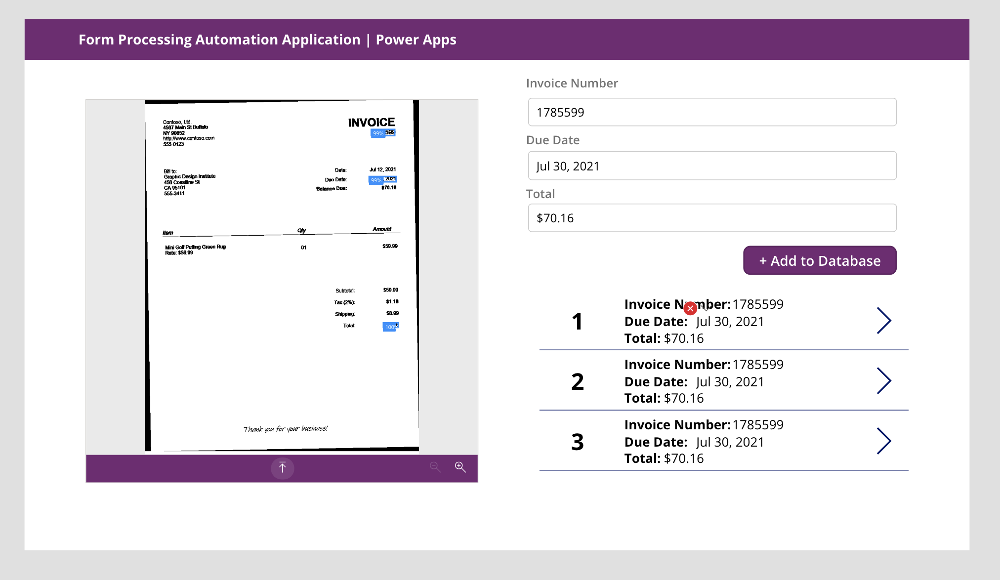 Form Processing Automation Application | Power Apps
Contoso, Ltd.
4567 Main St Buffalo
NY 90852
http://www.contoso.com
555-0123
INVOICE
99% 599
Bill to:
Graphic Design Institute
456 Coastline St
CA 95101
555-3411
Date: Jul 12, 2021
Due Date: 99% 2021
Balance Due: $70.16
Item Qty Amount
Mini Golf Putting Green Rug 01 $59.99
Rate: $59.99
Subtotal: $59.99
Tax (2%): $1.18
Shipping: $8.99
Total: 100%
Thank you for your business!
Invoice Number
1785599
Due Date
Jul 30, 2021
Total
$70.16
+ Add to Database
1
Invoice Number: 1785599
Due Date: Jul 30, 2021
Total: $70.16
2
Invoice Number: 1785599
Due Date: Jul 30, 2021
Total: $70.16
3
Invoice Number: 1785599
Due Date: Jul 30, 2021
Total: $70.16